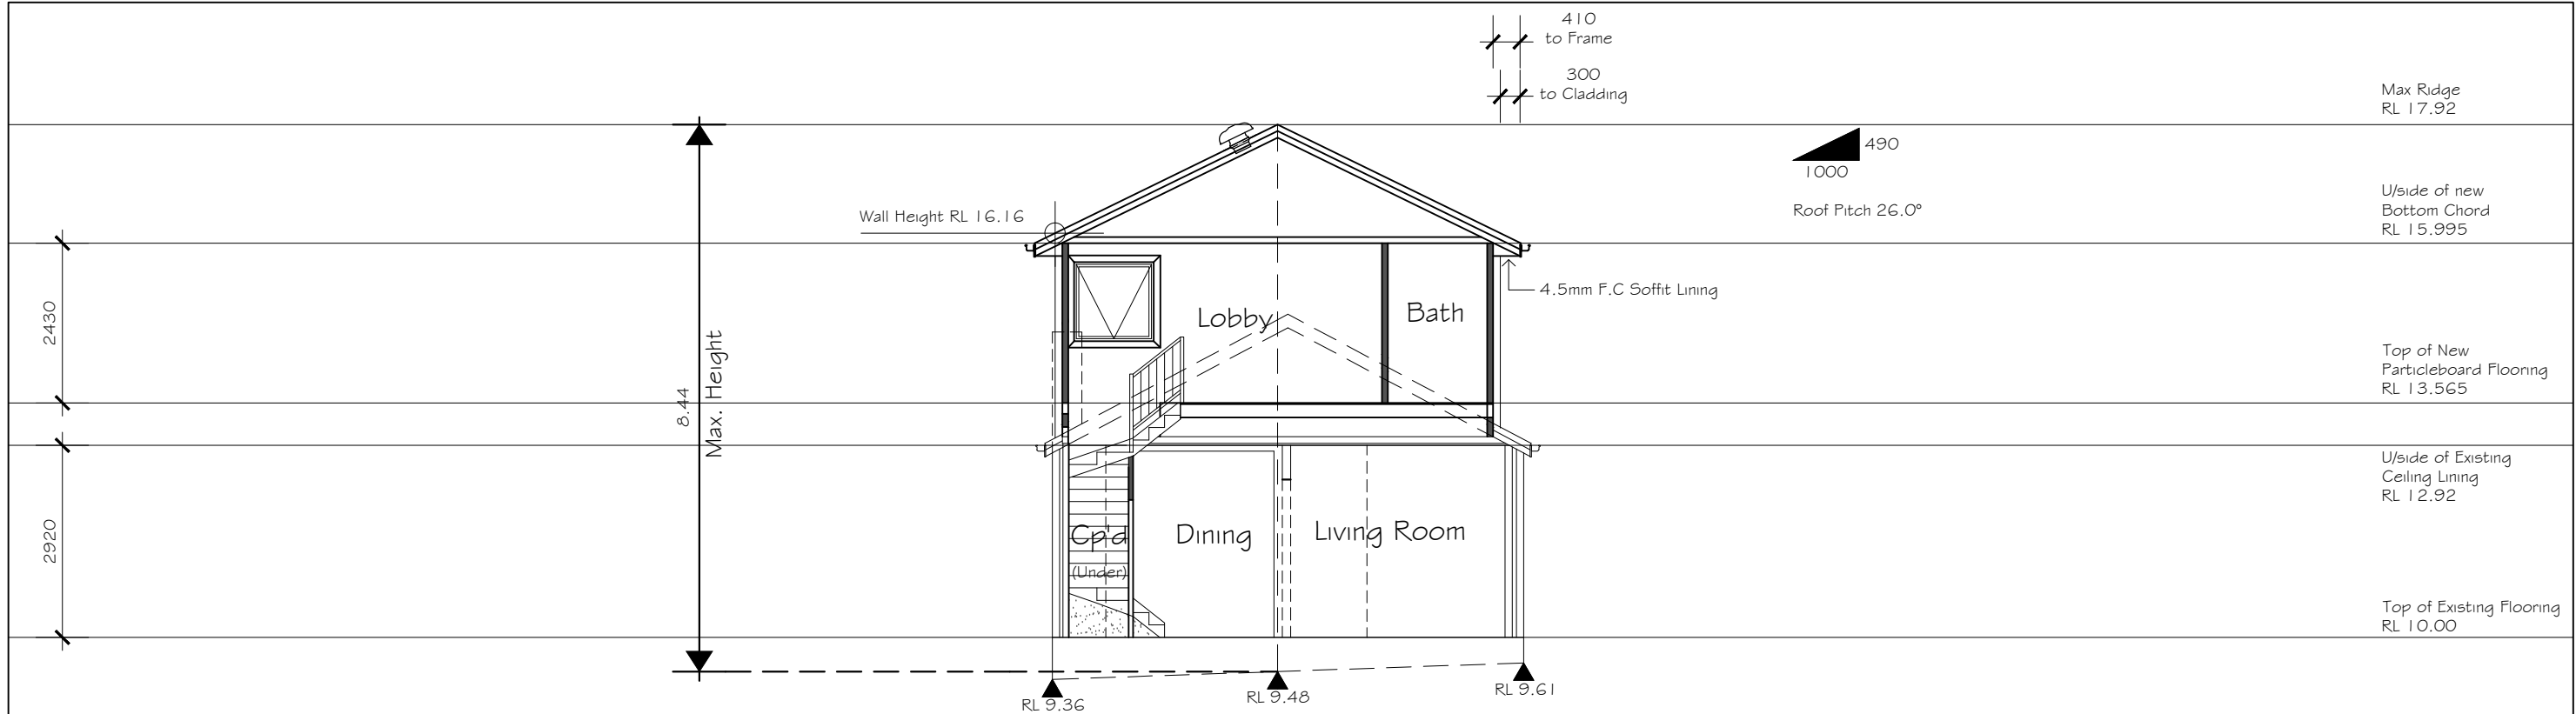 410
to Frame
300
to Cladding
Max Ridge
RL 17.92
490
1000
Roof Pitch 26.0°
U/side of new
Bottom Chord
RL 15.995
Wall Height RL 16.16
4.5mm F.C Soffit Lining
2430
Lobby
Bath
8.44
Max. Height
Top of New
Particleboard Flooring
RL 13.565
U/side of Existing
Ceiling Lining
RL 12.92
2920
Cp'd
(Under)
Dining
Living Room
Top of Existing Flooring
RL 10.00
RL 9.36
RL 9.48
RL 9.61